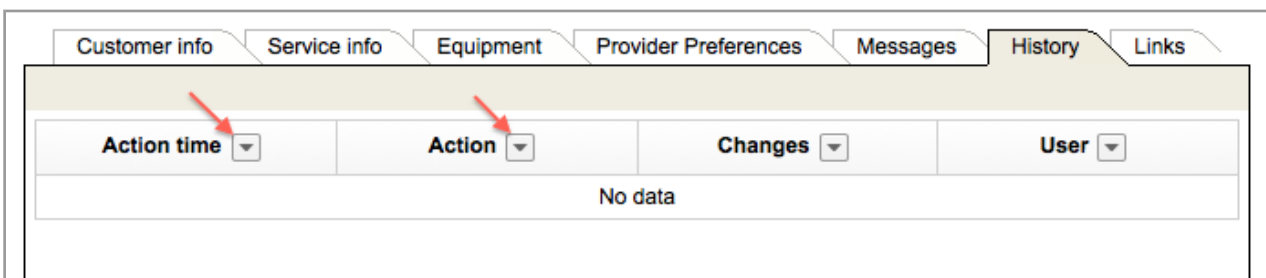 Customer info Service info Equipment Provider Preferences Messages History Links
Action time Action Changes User
No data